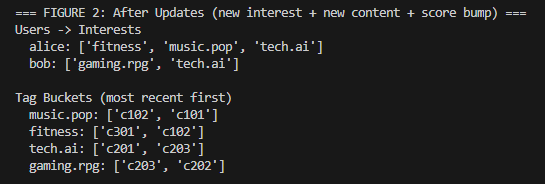 === FIGURE 2: After Updates (new interest + new content + score bump) ===
Users -> Interests
  alice: ['fitness', 'music.pop', 'tech.ai']
  bob: ['gaming.rpg', 'tech.ai']

Tag Buckets (most recent first)
  music.pop: ['c102', 'c101']
  fitness: ['c301', 'c102']
  tech.ai: ['c201', 'c203']
  gaming.rpg: ['c203', 'c202']